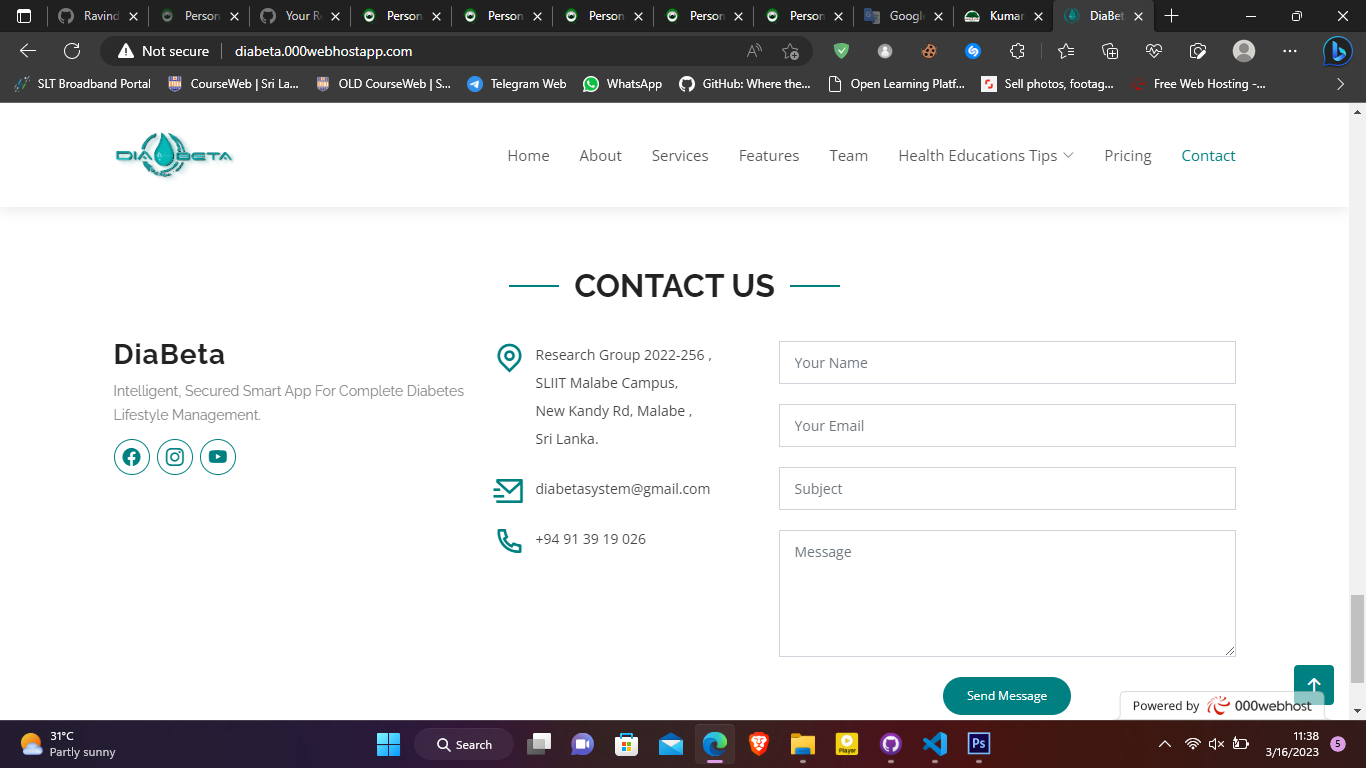 Ravind
Person
Your Re
Person
Person
Person
Person
Person
Google
Kumar
DiaBet
Not secure
diabeta.000webhostapp.com
SLT Broadband Portal
CourseWeb | Sri La...
OLD CourseWeb | S...
Telegram Web
WhatsApp
GitHub: Where the...
Open Learning Platf...
Sell photos, footag...
Free Web Hosting -...
DIABETA
Home
About
Services
Features
Team
Health Educations Tips
Pricing
Contact
CONTACT US
DiaBeta
Intelligent, Secured Smart App For Complete Diabetes
Lifestyle Management.
Research Group 2022-256 ,
SLIIT Malabe Campus,
New Kandy Rd, Malabe ,
Sri Lanka.
diabetasystem@gmail.com
+94 91 39 19 026
Your Name
Your Email
Subject
Message
Send Message
Powered by 000webhost
31°C
Partly sunny
Search
Player
Ps
11:38
3/16/2023
5